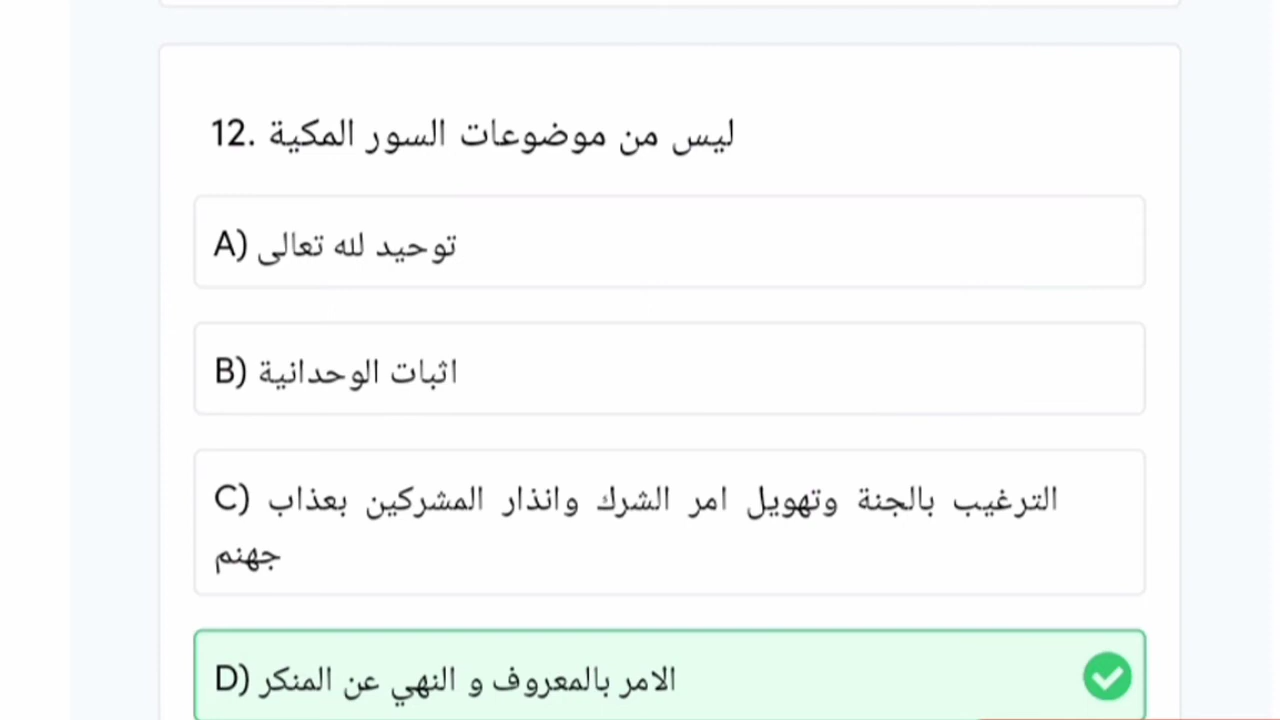 12. ليس من موضوعات السور المكية
A) توحيد لله تعالى
B) اثبات الوحدانية
C) الترغيب بالجنة وتهويل امر الشرك وانذار المشركين بعذاب
جهنم
D) الامر بالمعروف و النهي عن المنكر